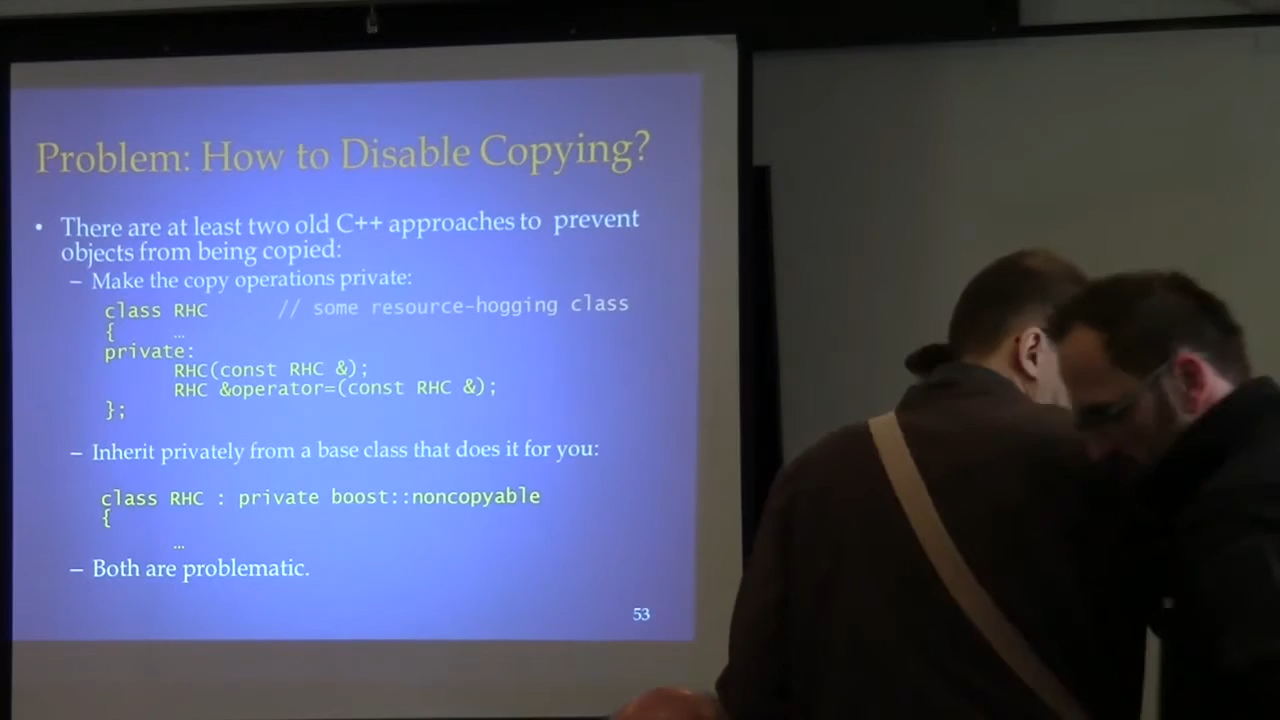 Problem: How to Disable Copying?
• There are at least two old C++ approaches to prevent
objects from being copied:
– Make the copy operations private:
class RHC // some resource-hogging class
{ …
private:
RHC(const RHC &);
RHC &operator=(const RHC &);
};
– Inherit privately from a base class that does it for you:
class RHC : private boost::noncopyable
{
…
– Both are problematic.
53